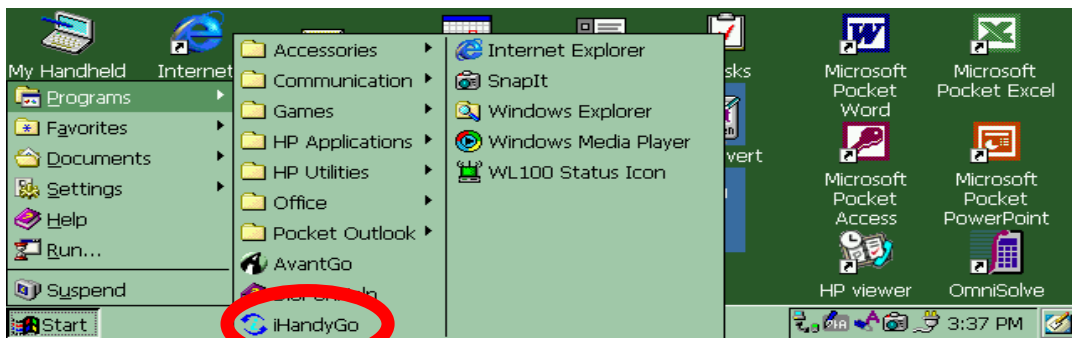 My Handheld
Internet
sks
Microsoft Pocket Word
Microsoft Pocket Excel
Programs
Favorites
Documents
Settings
Help
Run...
Suspend
Start
Accessories
Communication
Games
HP Applications
HP Utilities
Office
Pocket Outlook
AvantGo
iHandyGo
Internet Explorer
SnapIt
Windows Explorer
Windows Media Player
WL100 Status Icon
vert
Microsoft Pocket Access
Microsoft Pocket PowerPoint
HP viewer
OmniSolve
3:37 PM